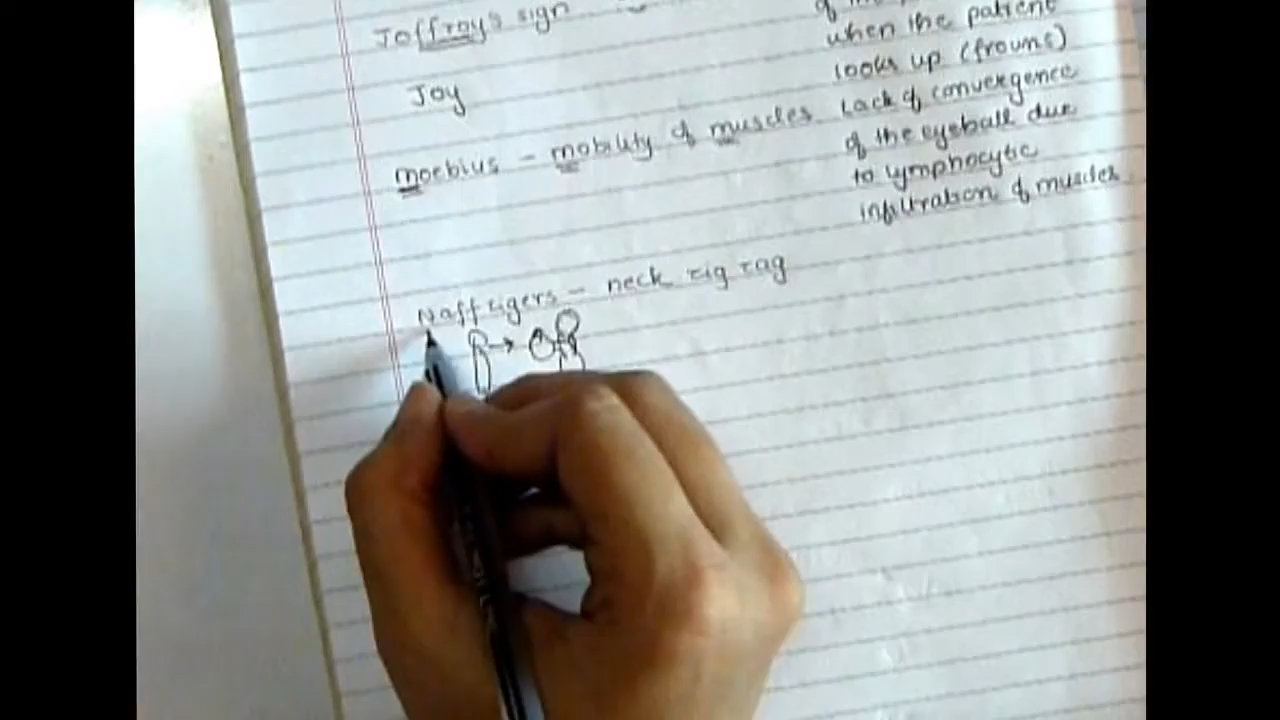 Joffroy's sign
when the patient
looks up (frowns)
Joy
moebius - mobility of muscles
Lack of convergence
of the eyeball due
to lymphocytic
infiltration of muscles
Naffzigers - neck zig zag